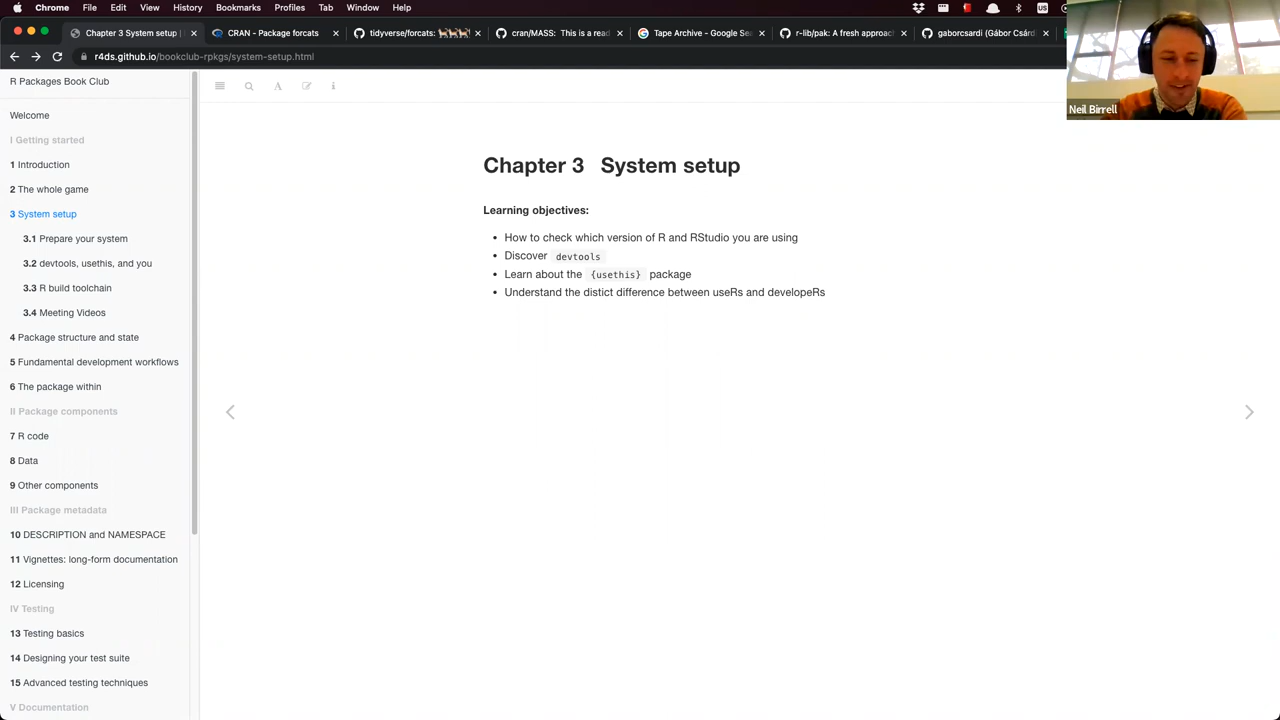 Chrome File Edit View History Bookmarks Profiles Tab Window Help
Chapter 3 System setup |
CRAN - Package forcats
tidyverse/forcats:
cran/MASS: This is a read
Tape Archive - Google Sea
r-lib/pak: A fresh approach
gaborcsardi (Gábor Csárd
r4ds.github.io/bookclub-rpkgs/system-setup.html
Neil Birrell
R Packages Book Club
Welcome
I Getting started
1 Introduction
2 The whole game
3 System setup
3.1 Prepare your system
3.2 devtools, usethis, and you
3.3 R build toolchain
3.4 Meeting Videos
4 Package structure and state
5 Fundamental development workflows
6 The package within
II Package components
7 R code
8 Data
9 Other components
III Package metadata
10 DESCRIPTION and NAMESPACE
11 Vignettes: long-form documentation
12 Licensing
IV Testing
13 Testing basics
14 Designing your test suite
15 Advanced testing techniques
V Documentation
Chapter 3 System setup
Learning objectives:
• How to check which version of R and RStudio you are using
• Discover devtools
• Learn about the {usethis} package
• Understand the distict difference between useRs and developeRs